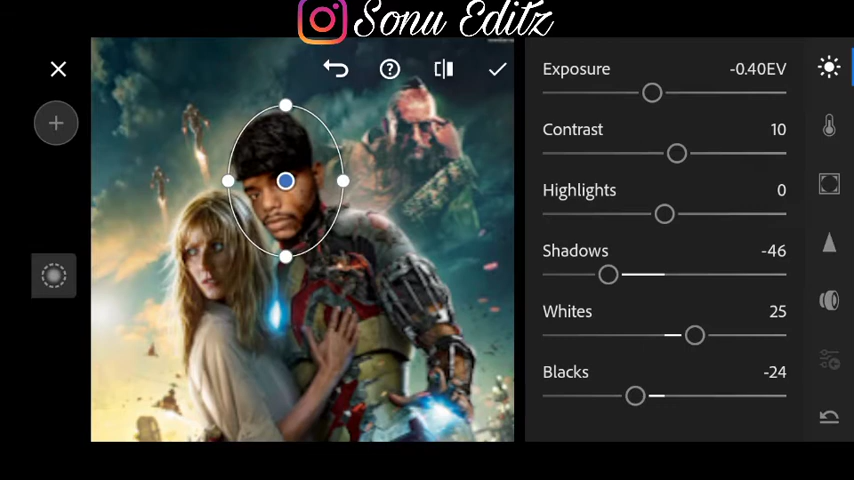 Sonu Editz
Exposure -0.40EV
Contrast 10
Highlights 0
Shadows -46
Whites 25
Blacks -24